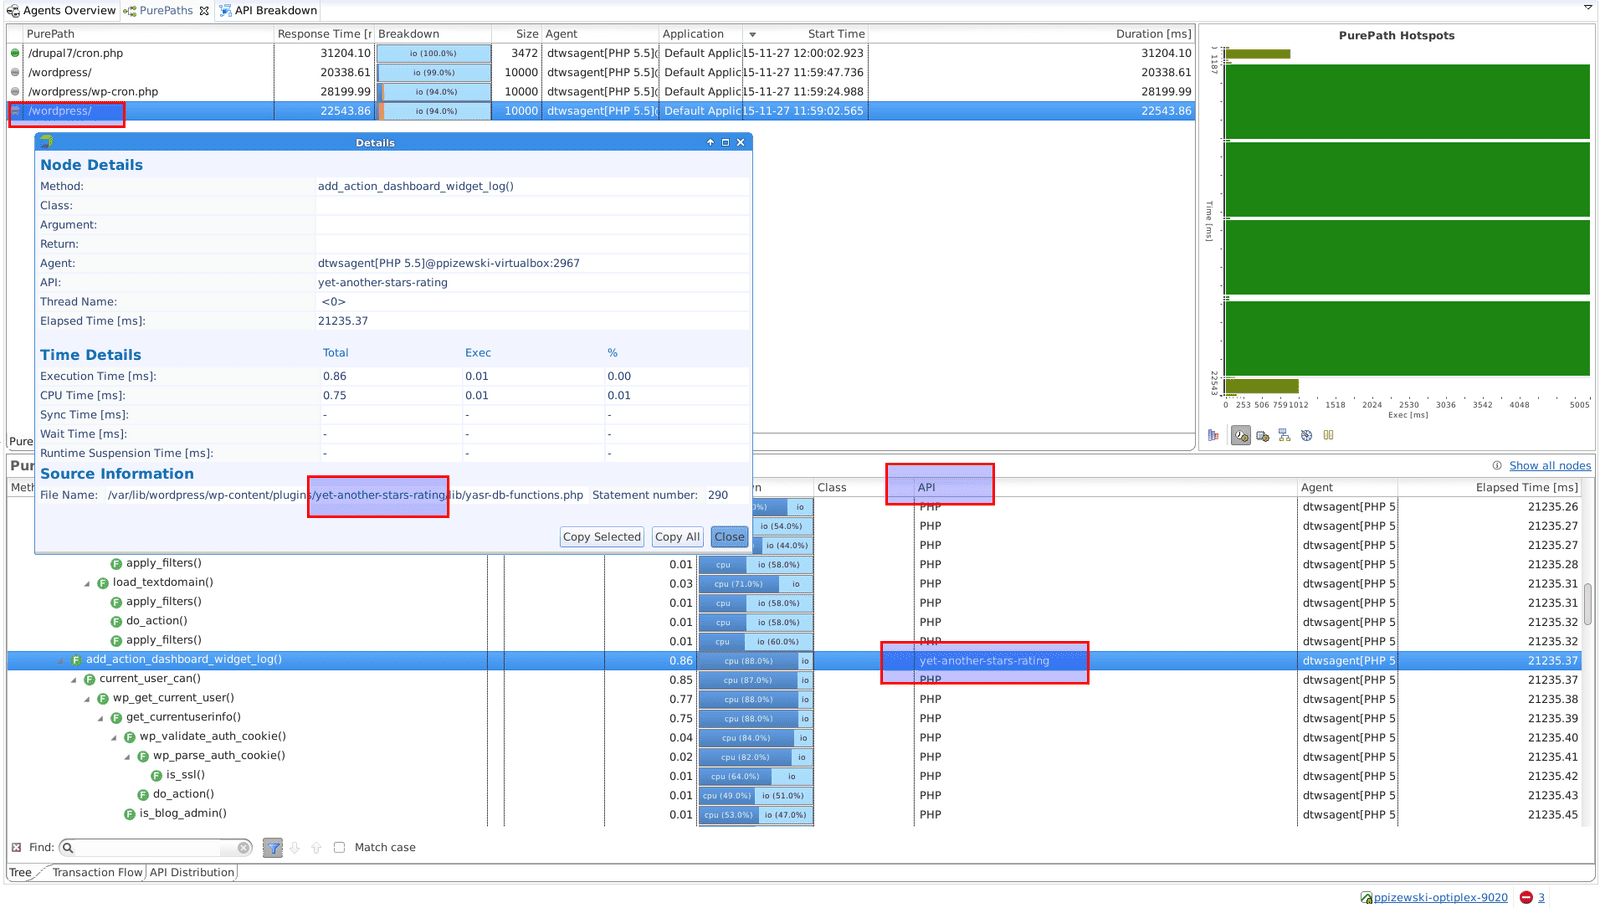 Agents Overview PurePaths API Breakdown
PurePath Response Time [r Breakdown Size Agent Application Start Time Duration [ms]
/drupal7/cron.php 31204.10 io (100.0%) 3472 dtwsagent[PHP 5.5]( Default Applic 15-11-27 12:00:02.923 31204.10
/wordpress/ 20338.61 io (99.0%) 10000 dtwsagent[PHP 5.5]( Default Applic 15-11-27 11:59:47.736 20338.61
/wordpress/wp-cron.php 28199.99 io (94.0%) 10000 dtwsagent[PHP 5.5]( Default Applic 15-11-27 11:59:24.988 28199.99
/wordpress/ 22543.86 io (94.0%) 10000 dtwsagent[PHP 5.5]( Default Applic 15-11-27 11:59:02.565 22543.86
PurePath Hotspots
1187
Time [ms]
22543
0 253 506 759 1012 1518 2024 2530 3036 3542 4048 5005
Exec [ms]
Details
Node Details
Method: add_action_dashboard_widget_log()
Class:
Argument:
Return:
Agent: dtwsagent[PHP 5.5]@ppizewski-virtualbox:2967
API: yet-another-stars-rating
Thread Name: <0>
Elapsed Time [ms]: 21235.37
Time Details Total Exec %
Execution Time [ms]: 0.86 0.01 0.00
CPU Time [ms]: 0.75 0.01 0.01
Sync Time [ms]: - - -
Wait Time [ms]: - - -
Runtime Suspension Time [ms]: - - -
Source Information
File Name: /var/lib/wordpress/wp-content/plugins/yet-another-stars-rating/lib/yasr-db-functions.php Statement number: 290
Copy Selected Copy All Close
Pure
Pu
Show all nodes
Met wn Class API Agent Elapsed Time [ms]
io PHP dtwsagent[PHP 5 21235.26
io (54.0%) PHP dtwsagent[PHP 5 21235.27
io (44.0%) PHP dtwsagent[PHP 5 21235.27
apply_filters() 0.01 cpu io (58.0%) PHP dtwsagent[PHP 5 21235.28
load_textdomain() 0.03 cpu (71.0%) io PHP dtwsagent[PHP 5 21235.31
apply_filters() 0.01 cpu io (58.0%) PHP dtwsagent[PHP 5 21235.31
do_action() 0.01 cpu io (58.0%) PHP dtwsagent[PHP 5 21235.32
apply_filters() 0.01 cpu io (60.0%) PHP dtwsagent[PHP 5 21235.32
add_action_dashboard_widget_log() 0.86 cpu (88.0%) io yet-another-stars-rating dtwsagent[PHP 5 21235.37
current_user_can() 0.85 cpu (87.0%) io PHP dtwsagent[PHP 5 21235.37
wp_get_current_user() 0.77 cpu (88.0%) io PHP dtwsagent[PHP 5 21235.38
get_currentuserinfo() 0.75 cpu (88.0%) io PHP dtwsagent[PHP 5 21235.39
wp_validate_auth_cookie() 0.04 cpu (84.0%) io PHP dtwsagent[PHP 5 21235.40
wp_parse_auth_cookie() 0.02 cpu (82.0%) io PHP dtwsagent[PHP 5 21235.41
is_ssl() 0.01 cpu (64.0%) io PHP dtwsagent[PHP 5 21235.42
do_action() 0.01 cpu (49.0%) io (51.0%) PHP dtwsagent[PHP 5 21235.43
is_blog_admin() 0.01 cpu (53.0%) io (47.0%) PHP dtwsagent[PHP 5 21235.45
Find: Match case
Tree Transaction Flow API Distribution
ppizewski-optiplex-9020 3